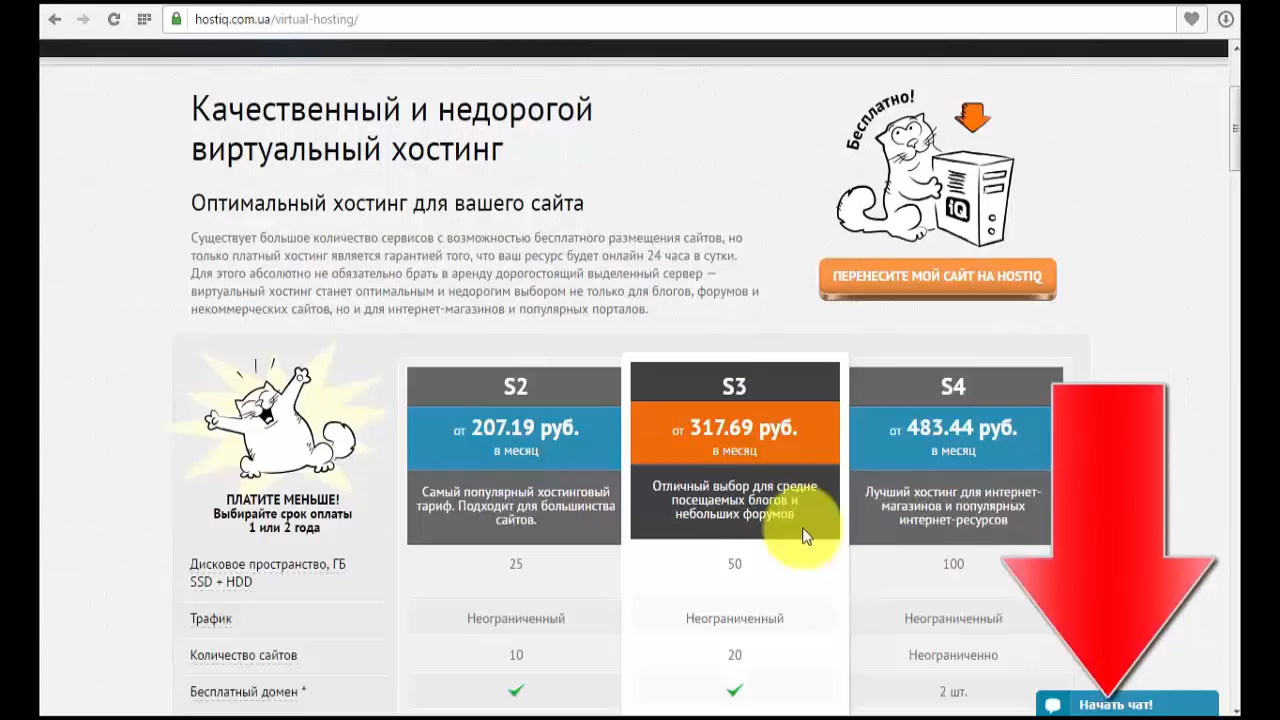 hostiq.com.ua/virtual-hosting/
Качественный и недорогой
виртуальный хостинг
Оптимальный хостинг для вашего сайта
Существует большое количество сервисов с возможностью бесплатного размещения сайтов, но
только платный хостинг является гарантией того, что ваш ресурс будет онлайн 24 часа в сутки.
Для этого абсолютно не обязательно брать в аренду дорогостоящий выделенный сервер —
виртуальный хостинг станет оптимальным и недорогим выбором не только для блогов, форумов и
некоммерческих сайтов, но и для интернет-магазинов и популярных порталов.
Бесплатно!
iQ
ПЕРЕНЕСИТЕ МОЙ САЙТ НА HOSTIQ
ПЛАТИТЕ МЕНЬШЕ!
Выбирайте срок оплаты
1 или 2 года
S2
от 207.19 руб.
в месяц
Самый популярный хостинговый
тариф. Подходит для большинства
сайтов.
S3
от 317.69 руб.
в месяц
Отличный выбор для средне
посещаемых блогов и
небольших форумов
S4
от 483.44 руб.
в месяц
Лучший хостинг для интернет-
магазинов и популярных
интернет-ресурсов
Дисковое пространство, ГБ
SSD + HDD
25
50
100
Трафик
Неограниченный
Неограниченный
Неограниченный
Количество сайтов
10
20
Неограниченно
Бесплатный домен *
2 шт.
Начать чат!